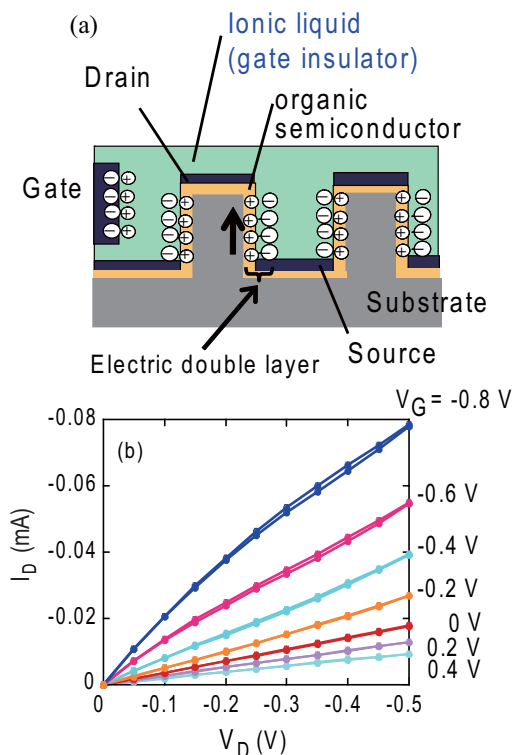 (a)
Ionic liquid
(gate insulator)
Drain
organic
semiconductor
Gate
Substrate
Electric double layer
Source
(b)
V_G = -0.8 V
-0.6 V
-0.4 V
-0.2 V
0 V
0.2 V
0.4 V
-0.08
-0.06
-0.04
-0.02
0
I_D (mA)
0 -0.1 -0.2 -0.3 -0.4 -0.5
V_D (V)